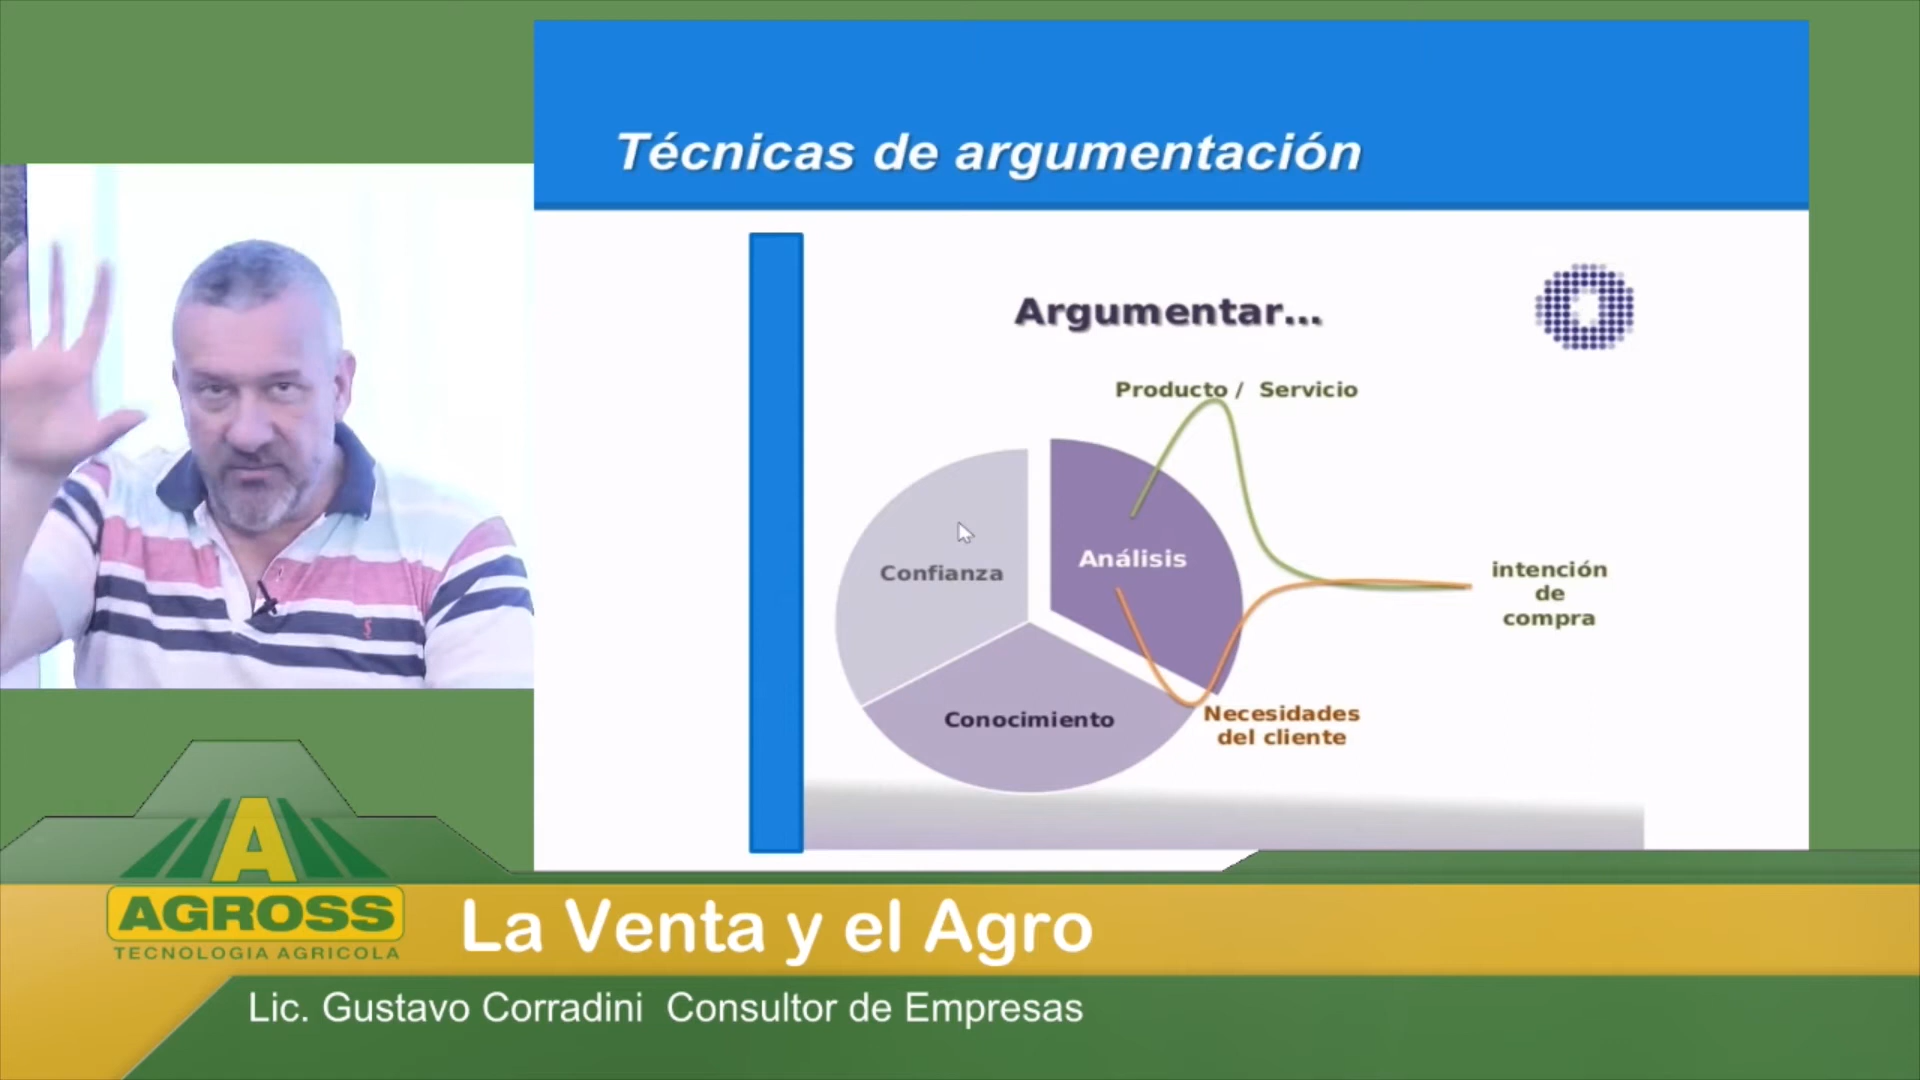 Técnicas de argumentación
Argumentar...
Producto / Servicio
Análisis
Confianza
Conocimiento
intención
de
compra
Necesidades
del cliente
A
AGROSS
TECNOLOGIA AGRICOLA
La Venta y el Agro
Lic. Gustavo Corradini Consultor de Empresas